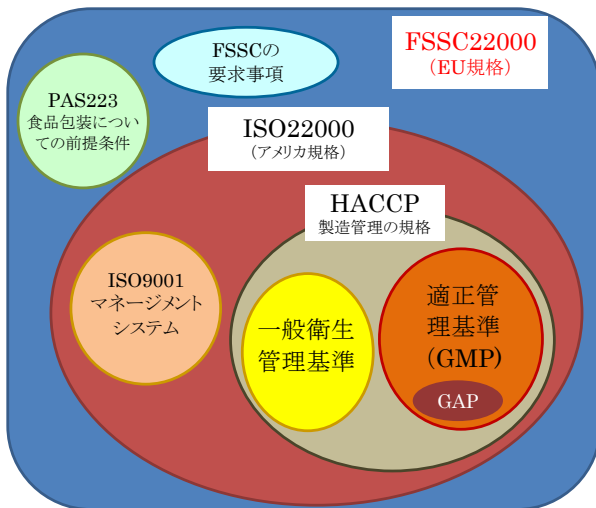 FSSCの
要求事項
FSSC22000
（EU規格）
PAS223
食品包装につい
ての前提条件
ISO22000
（アメリカ規格）
HACCP
製造管理の規格
ISO9001
マネージメント
システム
一般衛生
管理基準
適正管
理基準
(GMP)
GAP